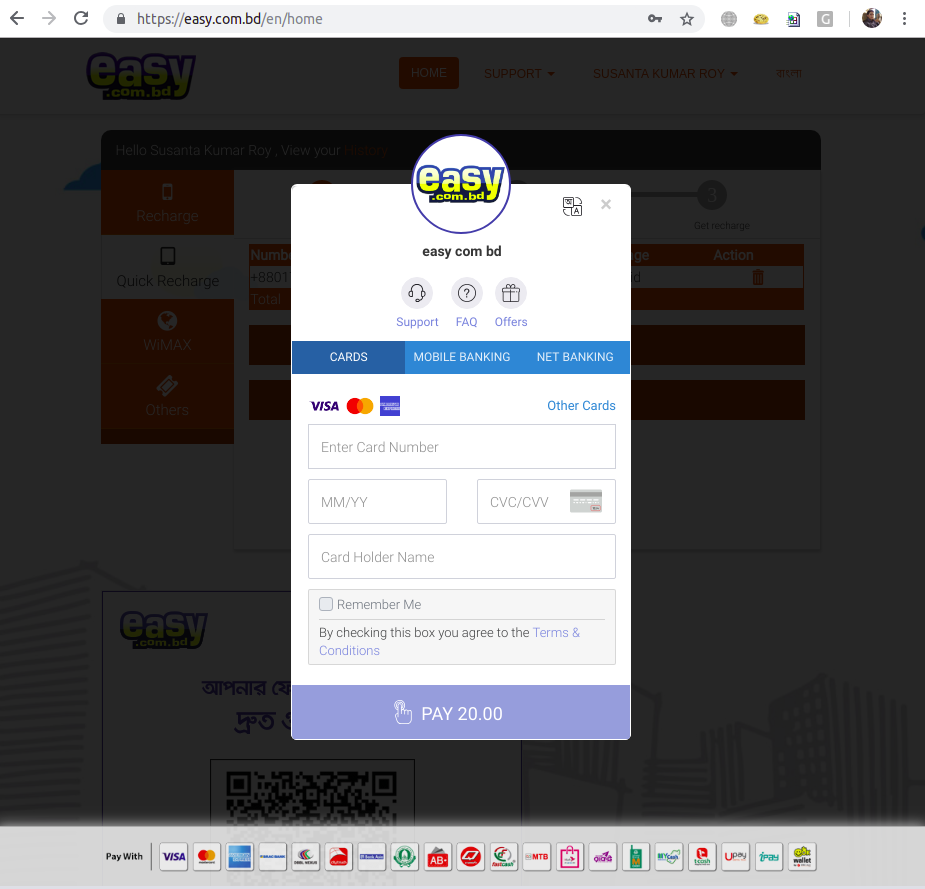 https://easy.com.bd/en/home
easy
.com.bd
HOME
SUPPORT
SUSANTA KUMAR ROY
বাংলা
Hello Susanta Kumar Roy , View your History
Recharge
Quick Recharge
WiMAX
Others
3
Get recharge
Action
+8801
Total
easy
.com.bd
easy com bd
Support
FAQ
Offers
CARDS
MOBILE BANKING
NET BANKING
VISA
Other Cards
Enter Card Number
MM/YY
CVC/CVV
Card Holder Name
Remember Me
By checking this box you agree to the Terms &
Conditions
PAY 20.00
easy
.com.bd
আপনার
দ্রুত
Pay With
VISA
AB
fastcash
MTB
MYCash
t-cash
Upay
iPay
wallet